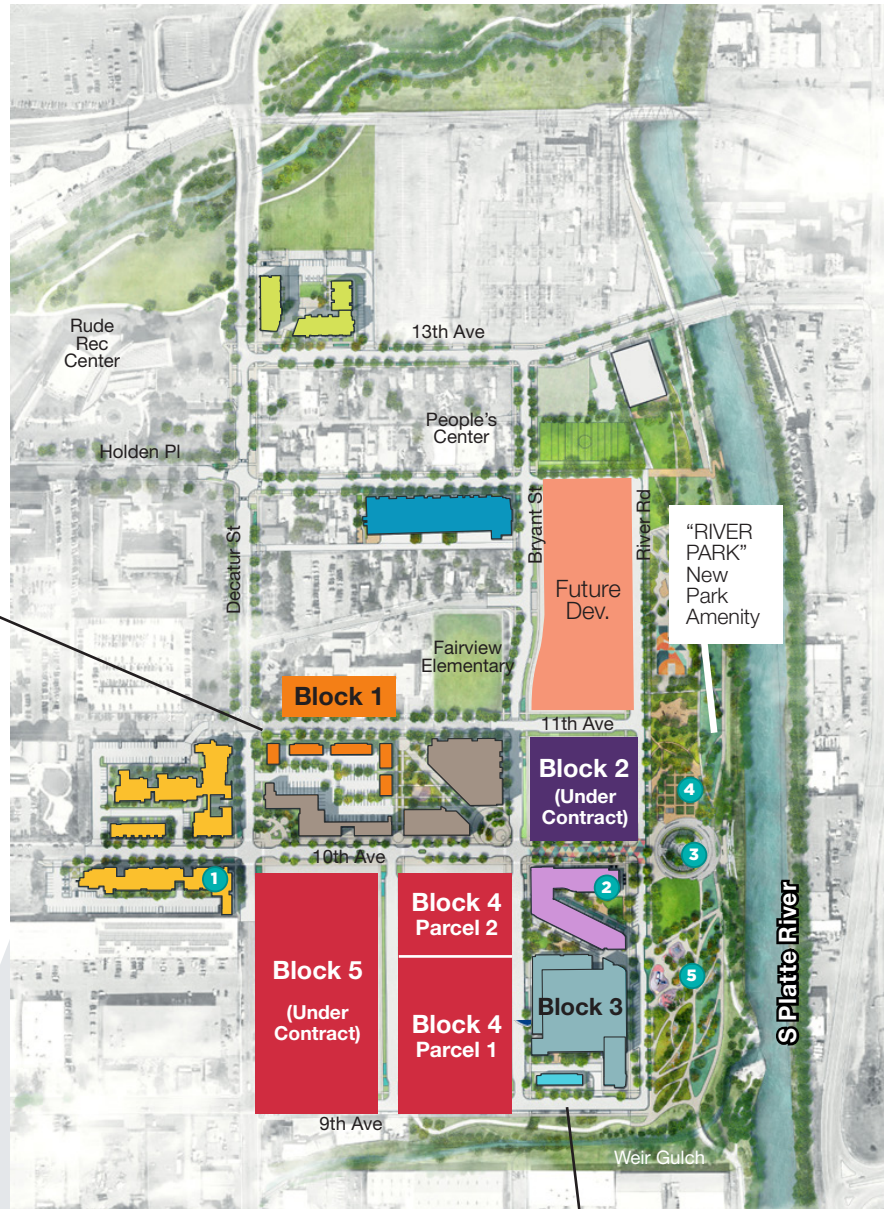 13th Ave
Rude
Rec
Center
People's
Center
Holden Pl
Decatur St
Bryant St
River Rd
“RIVER
PARK”
New
Park
Amenity
Future
Dev.
Fairview
Elementary
Block 1
11th Ave
Block 2
(Under
Contract)
4
3
10th Ave
1
2
Block 4
Parcel 2
Block 5
(Under
Contract)
Block 4
Parcel 1
Block 3
5
S Platte River
9th Ave
Weir Gulch